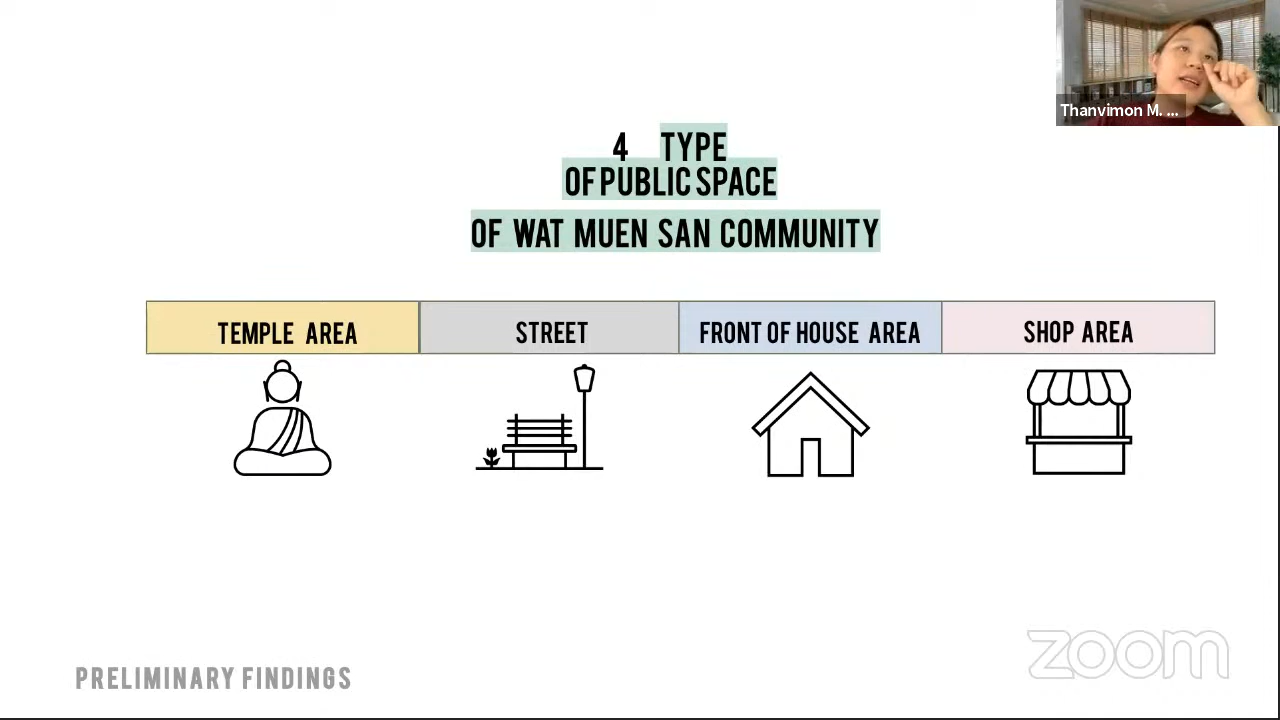 Thanvimon M. ...
4 TYPE
OF PUBLIC SPACE
OF WAT MUEN SAN COMMUNITY
TEMPLE AREA
STREET
FRONT OF HOUSE AREA
SHOP AREA
PRELIMINARY FINDINGS
zoom